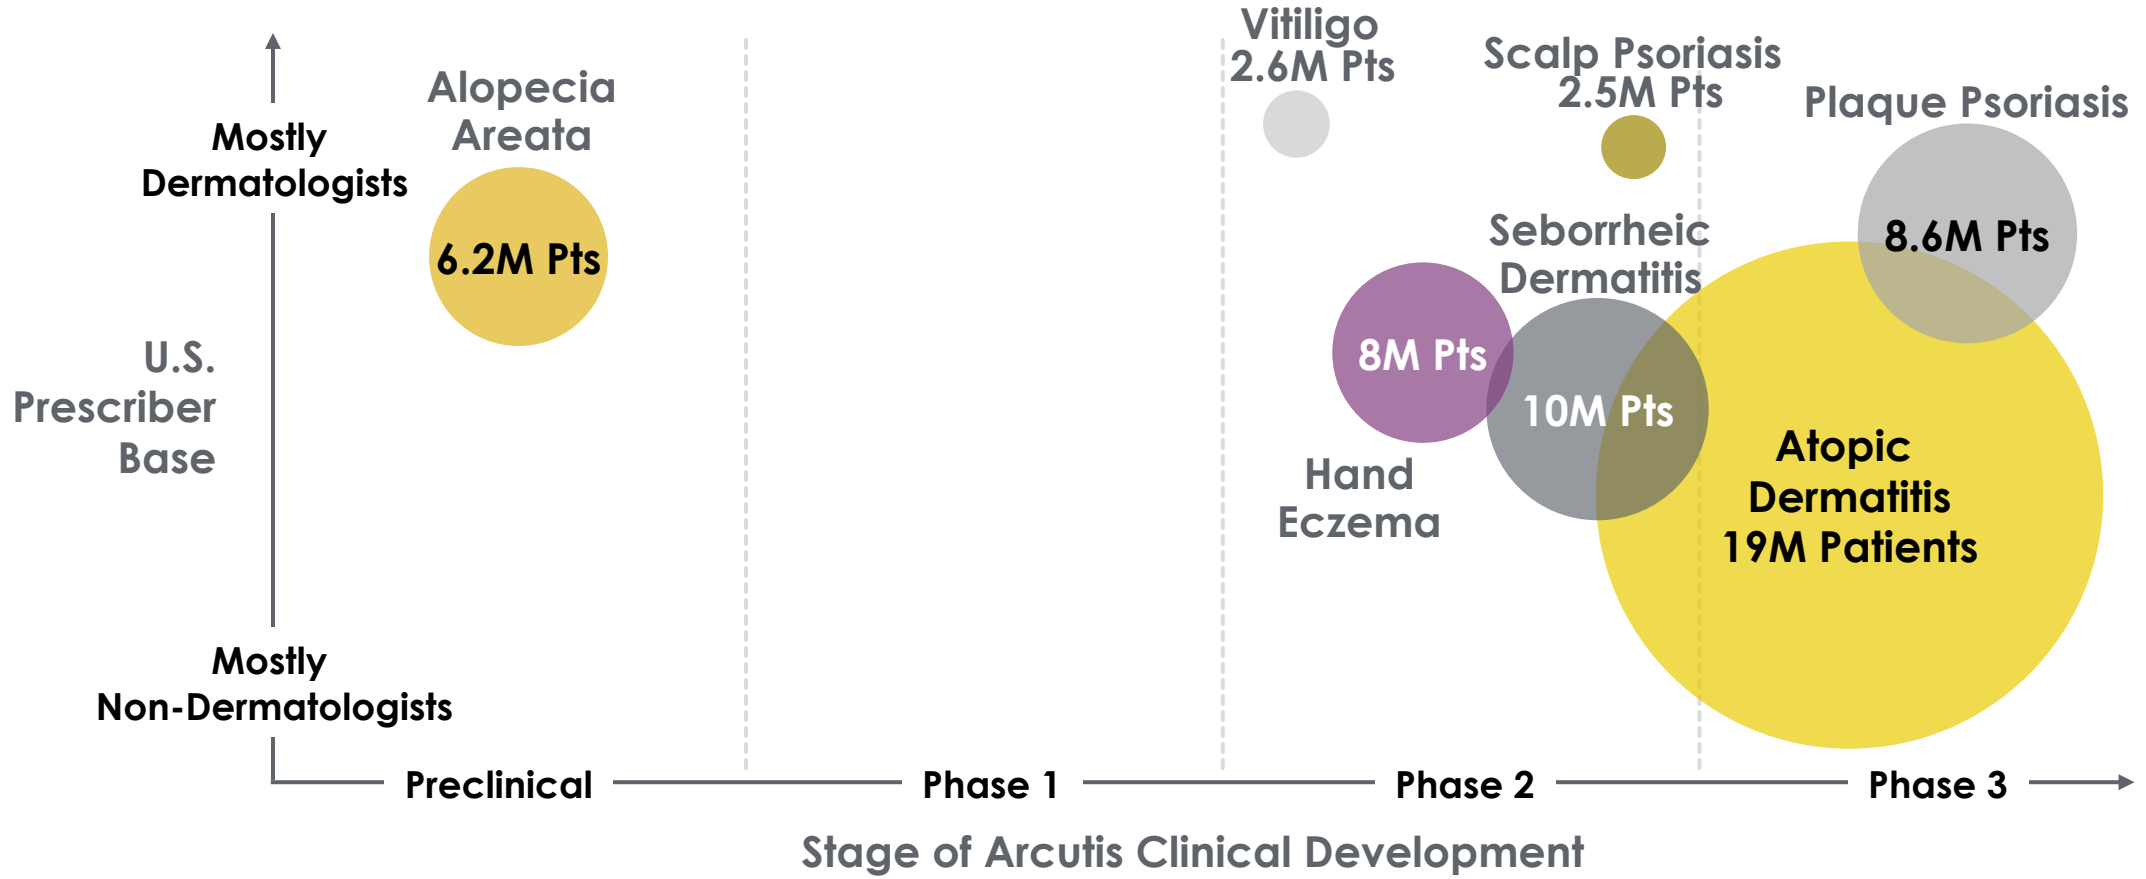 Vitiligo
2.6M Pts
Scalp Psoriasis
2.5M Pts
Plaque Psoriasis
8.6M Pts
Alopecia
Areata
6.2M Pts
Mostly
Dermatologists
Seborrheic
Dermatitis
10M Pts
8M Pts
Hand
Eczema
Atopic
Dermatitis
19M Patients
U.S.
Prescriber
Base
Mostly
Non-Dermatologists
Preclinical
Phase 1
Phase 2
Phase 3
Stage of Arcutis Clinical Development